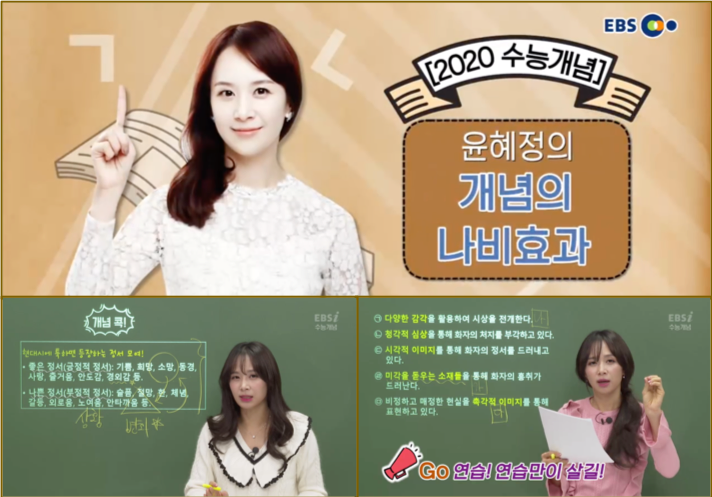 EBS
[2020 수능개념]
윤혜정의
개념의
나비효과
개념 콕!
EBSi
수능개념
현대시에 툭하면 등장하는 정서 모여!
• 좋은 정서(긍정적 정서): 기쁨, 희망, 소망, 동경,
사랑, 즐거움, 안도감, 경외감 등.
• 나쁜 정서(부정적 정서): 슬픔, 절망, 한, 체념,
갈등, 외로움, 노여움, 안타까움 등.
상황
변화
EBSi
수능개념
㉠ 다양한 감각을 활용하여 시상을 전개한다.
㉡ 청각적 심상을 통해 화자의 처지를 부각하고 있다.
㉢ 시각적 이미지를 통해 화자의 정서를 드러내고
있다.
㉣ 미각을 돋우는 소재들을 통해 화자의 흥취가
드러난다.
㉤ 비정하고 매정한 현실을 촉각적 이미지를 통해
표현하고 있다.
Go 연습! 연습만이 살길!